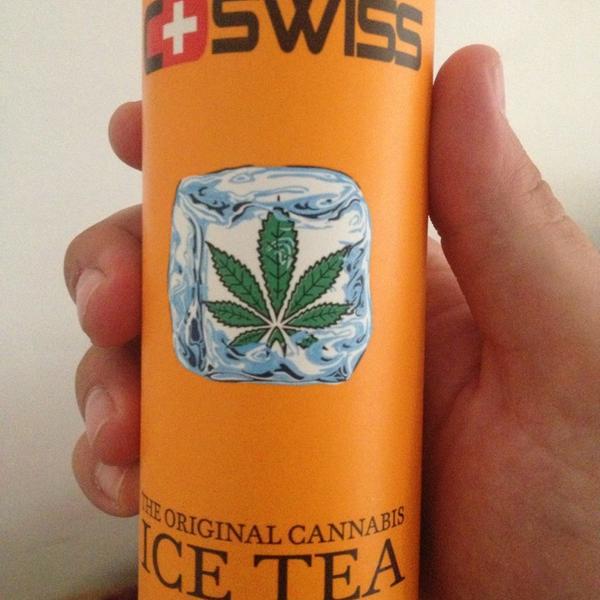 C+SWISS
THE ORIGINAL CANNABIS
ICE TEA